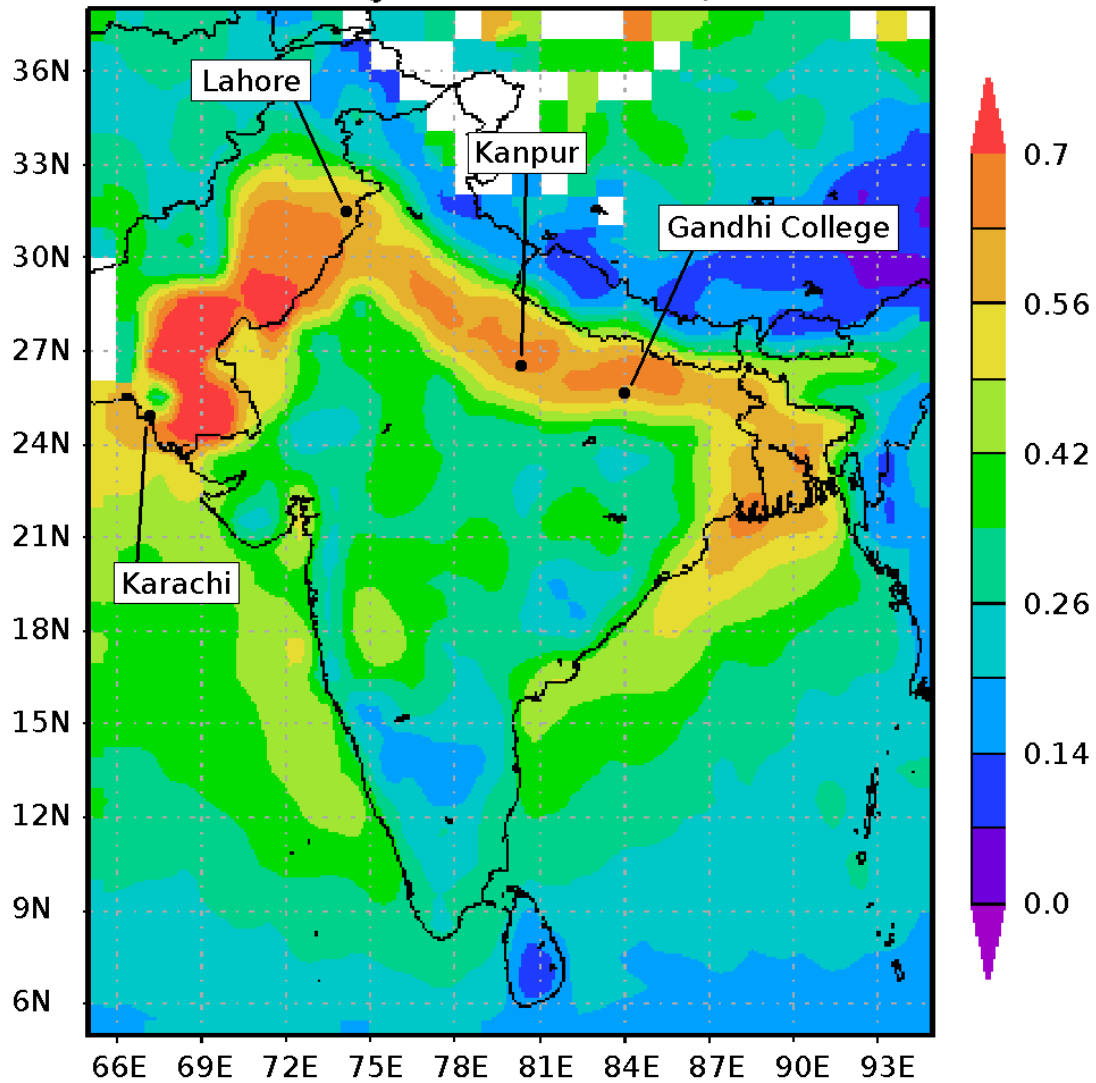 36N
33N
30N
27N
24N
21N
18N
15N
12N
9N
6N
66E 69E 72E 75E 78E 81E 84E 87E 90E 93E
Lahore
Kanpur
Gandhi College
Karachi
0.7
0.56
0.42
0.26
0.14
0.0